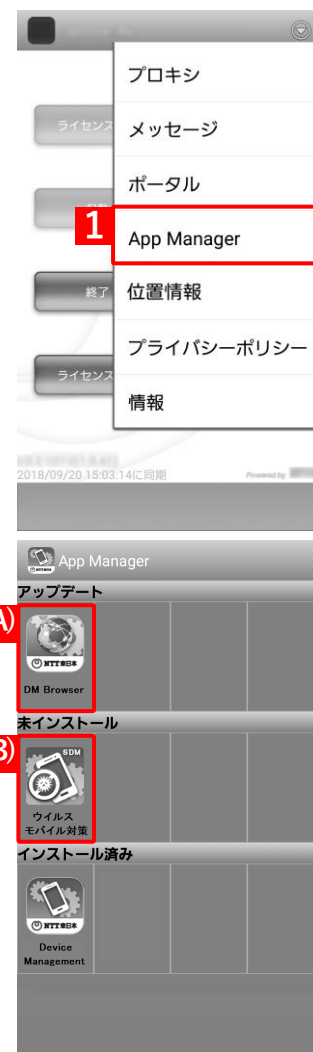 プロキシ
ライセンス
メッセージ
ポータル
1
App Manager
終了
位置情報
プライバシーポリシー
ライセンス
情報
2018/09/20 15:03:14に同期
Powered by
App Manager
アップデート
A)
NTT東日本
DM Browser
未インストール
B)
SDM
ウイルス
モバイル対策
インストール済み
NTT東日本
Device
Management